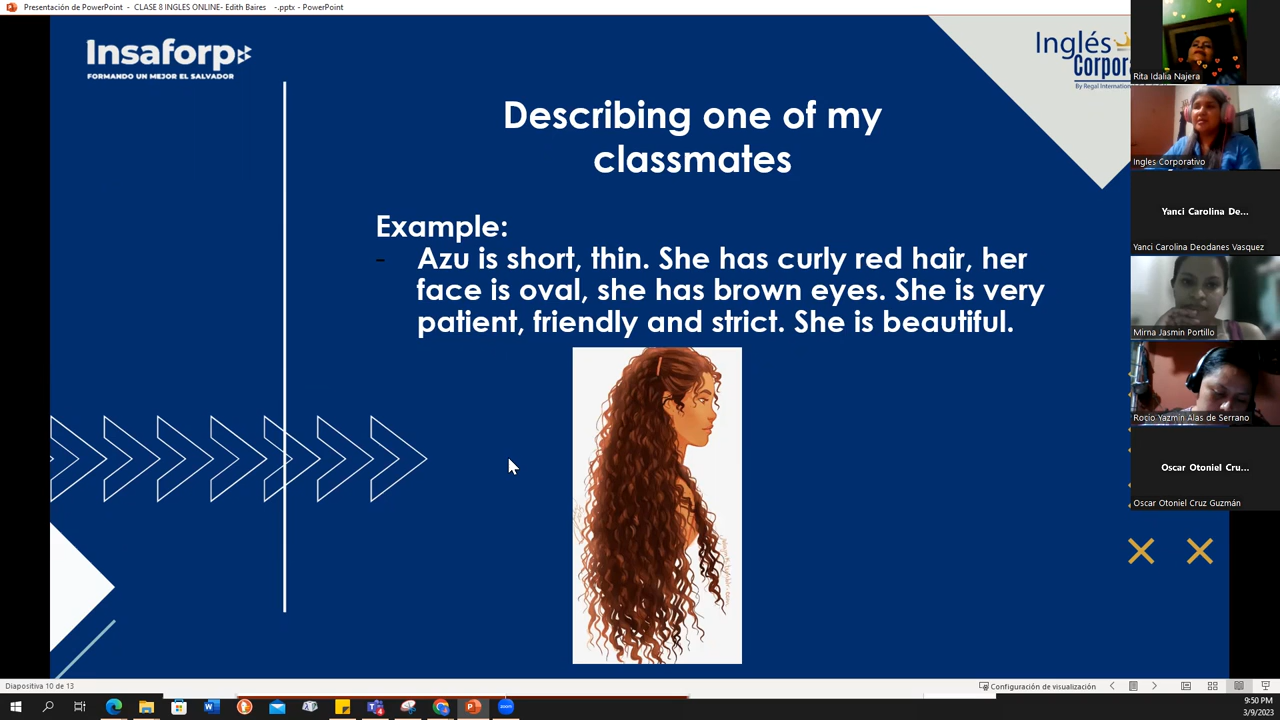 Presentación de PowerPoint - CLASE 8 INGLES ONLINE- Edith Baires -.pptx - PowerPoint
Insaforp
FORMANDO UN MEJOR EL SALVADOR
Inglés
Corpora
By Regal Internation
Describing one of my
classmates
Example:
- Azu is short, thin. She has curly red hair, her
face is oval, she has brown eyes. She is very
patient, friendly and strict. She is beautiful.
Rita Idalia Najera
Ingles Corporativo
Yanci Carolina De...
Yanci Carolina Deodanes Vasquez
Mirna Jasmin Portillo
Rocio Yazmin Alas de Serrano
Oscar Otoniel Cru...
Oscar Otoniel Cruz Guzmán
Diapositiva 10 de 13
Configuración de visualización
9:50 PM
3/9/2023